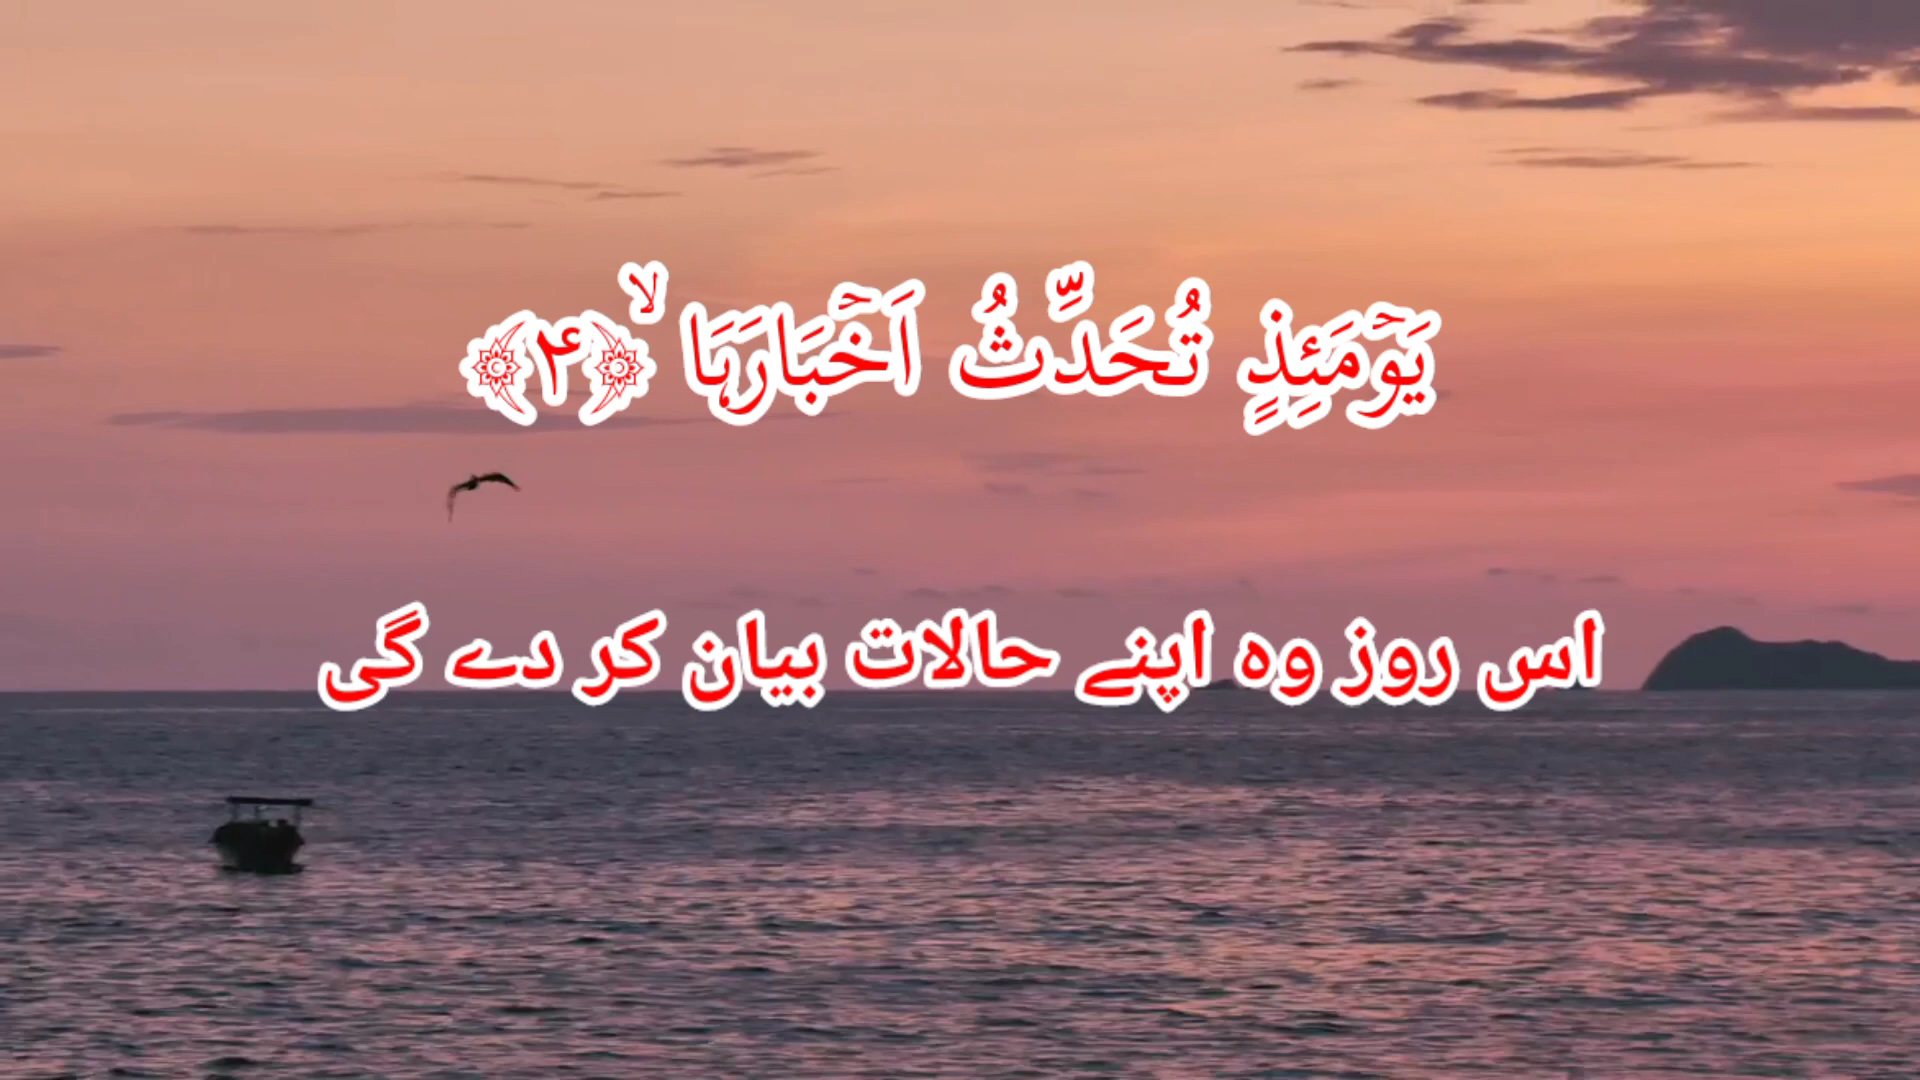 یَوۡمَئِذٍ تُحَدِّثُ اَخۡبَارَہَا ۙ﴿۴﴾
اس روز وہ اپنے حالات بیان کر دے گی